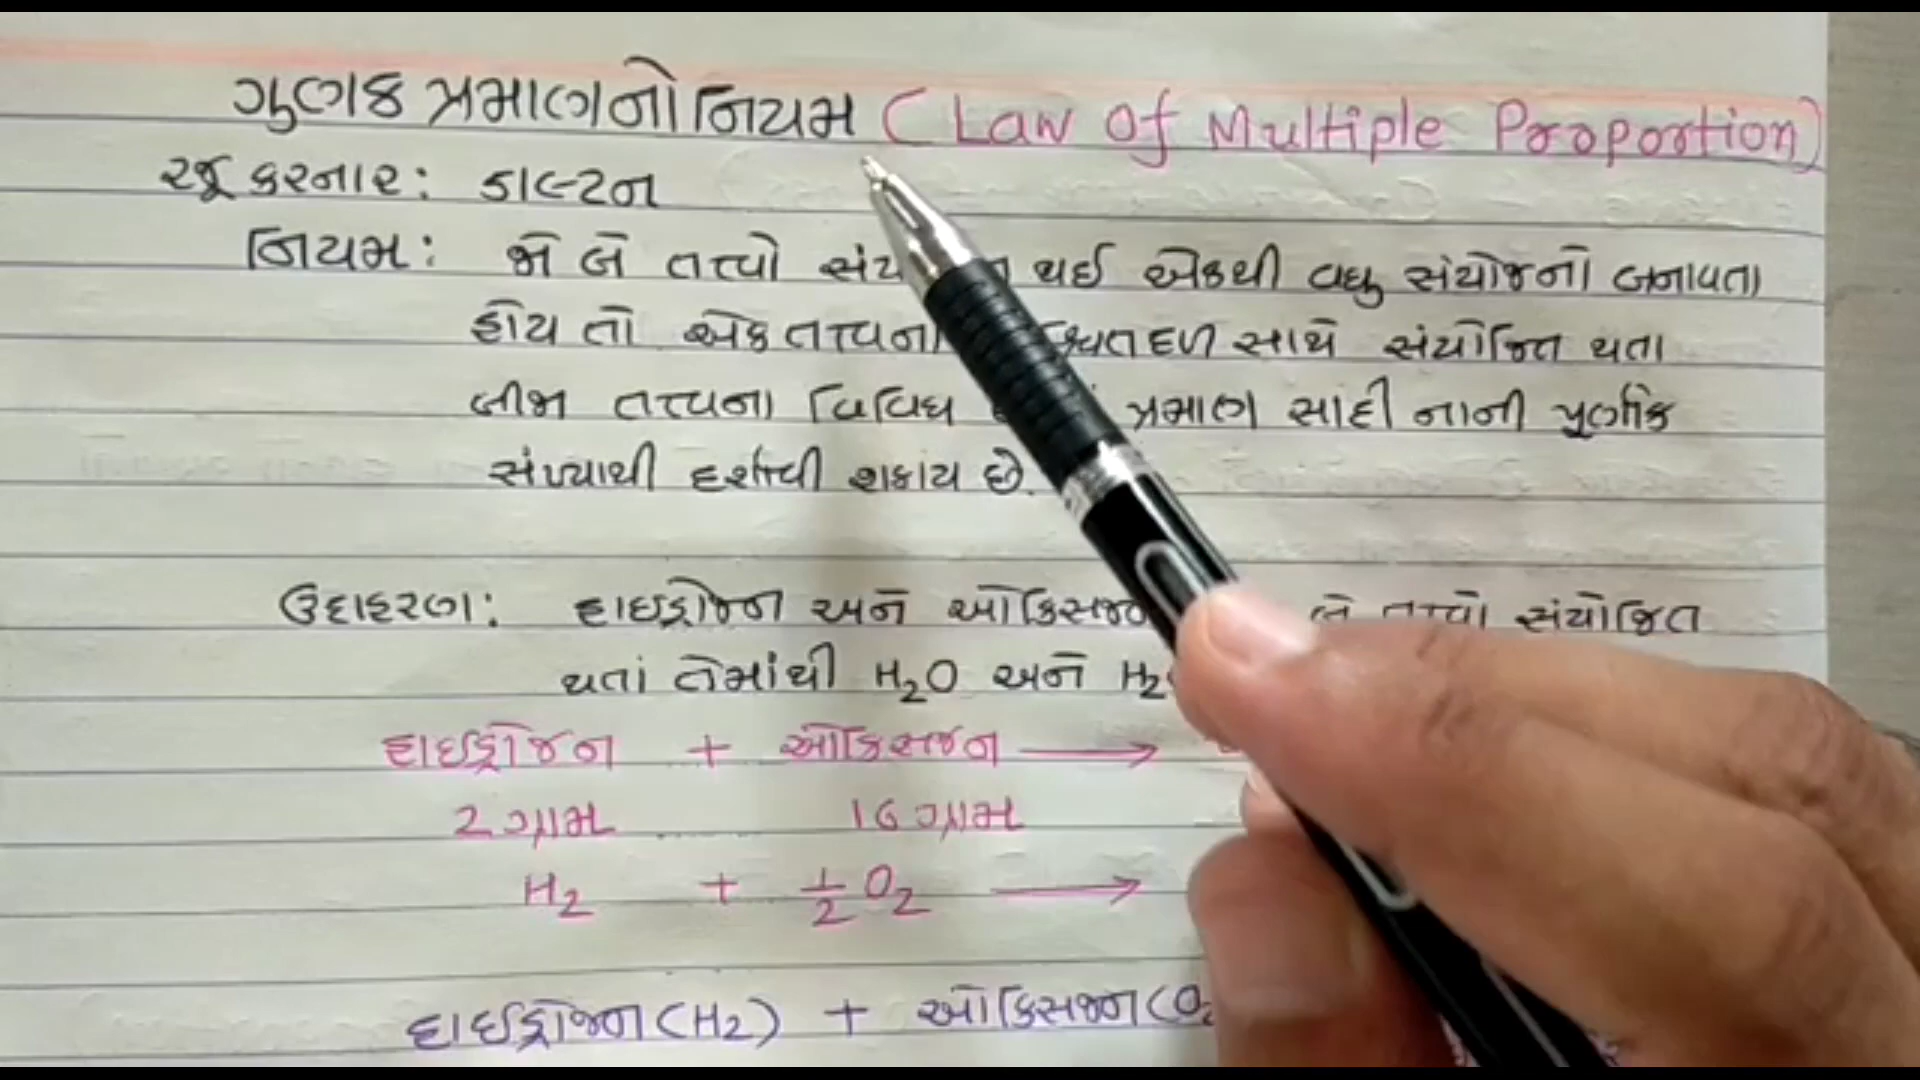 ગુણક પ્રમાણનો નિયમ (Law of Multiple Proportion)
રજૂ કરનાર: ડાલ્ટન
નિયમ: જો બે તત્ત્વો થઈ એકથી વધુ સંયોજનો બનાવતા
હોય તો એક તત્ત્વના દળ સાથે સંયોજિત થતા
બીજા તત્ત્વના વિવિધ પ્રમાણ સાદી નાની પૂર્ણાંક
સંખ્યાથી દર્શાવી શકાય છે.
ઉદાહરણ: હાઇડ્રોજન અને ઓક્સિજન બે તત્ત્વો સંયોજિત
થતાં તેમાંથી H₂O અને
હાઇડ્રોજન + ઓક્સિજન ⟶
2 ગ્રામ 16 ગ્રામ
H₂ + ½ O₂ ⟶
હાઇડ્રોજન (H₂) + ઓક્સિજન (O₂